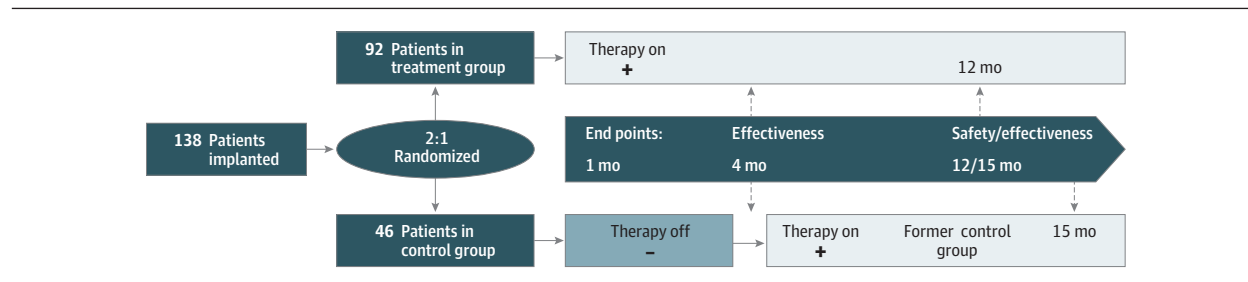 92 Patients in
treatment group
Therapy on
+
12 mo
138 Patients
implanted
2:1
Randomized
End points:
Effectiveness
Safety/effectiveness
1 mo
4 mo
12/15 mo
46 Patients in
control group
Therapy off
–
Therapy on
+
Former control
group
15 mo